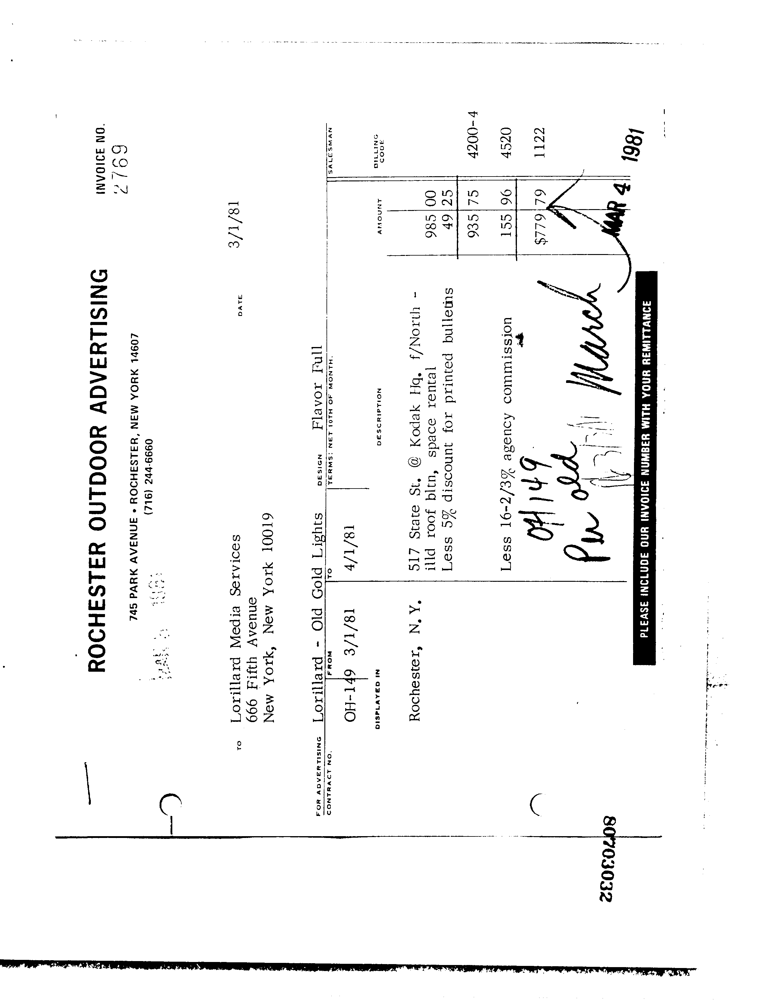 ROCHESTER OUTDOOR ADVERTISING
745 PARK AVENUE • ROCHESTER, NEW YORK 14607
(716) 244-6660
INVOICE NO.
2769
TO Lorillard Media Services
666 Fifth Avenue
New York, New York 10019
DATE 3/1/81
FOR ADVERTISING Lorillard - Old Gold Lights DESIGN Flavor Full
CONTRACT NO. FROM TO TERMS: NET 10TH OF MONTH. SALESMAN
OH-149 3/1/81 4/1/81
DISPLAYED IN DESCRIPTION AMOUNT BILLING CODE
Rochester, N.Y. 517 State St. @ Kodak Hq. f/North -
illd roof bltn, space rental 985 00
Less 5% discount for printed bulletins 49 25
935 75 4200-4
Less 16-2/3% agency commission 155 96 4520
$779 79 1122
OH149
Per old March
MAR 4 1981
PLEASE INCLUDE OUR INVOICE NUMBER WITH YOUR REMITTANCE
80703032